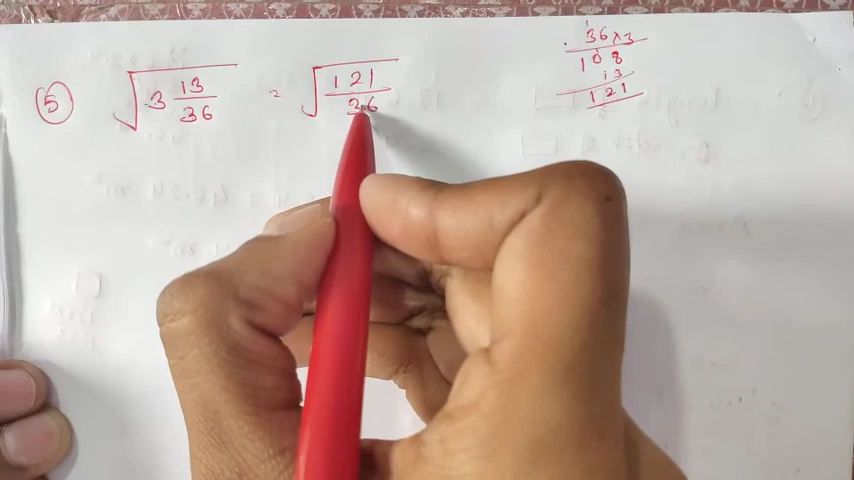 ⑤ √(3 13/36) = √(121/36)
36×3
108
13
121